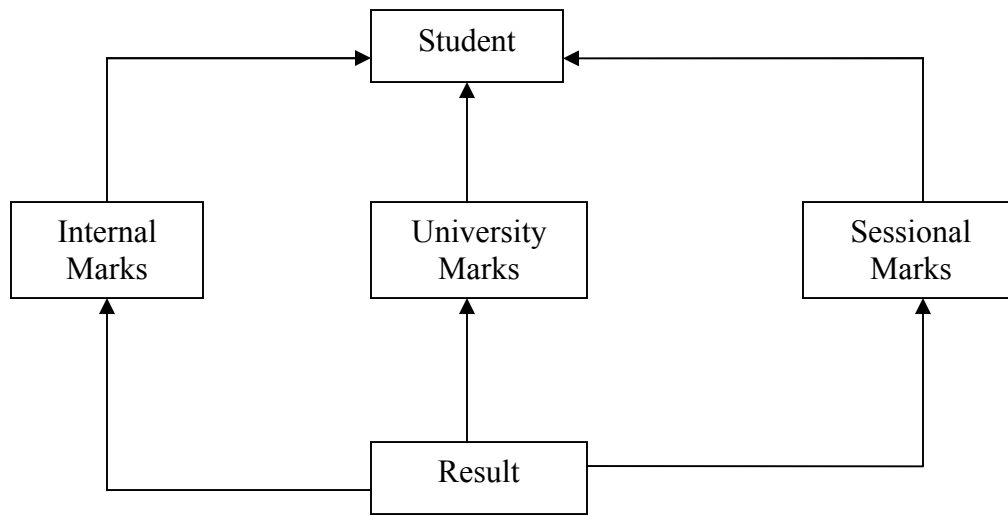 Student
Internal
Marks
University
Marks
Sessional
Marks
Result